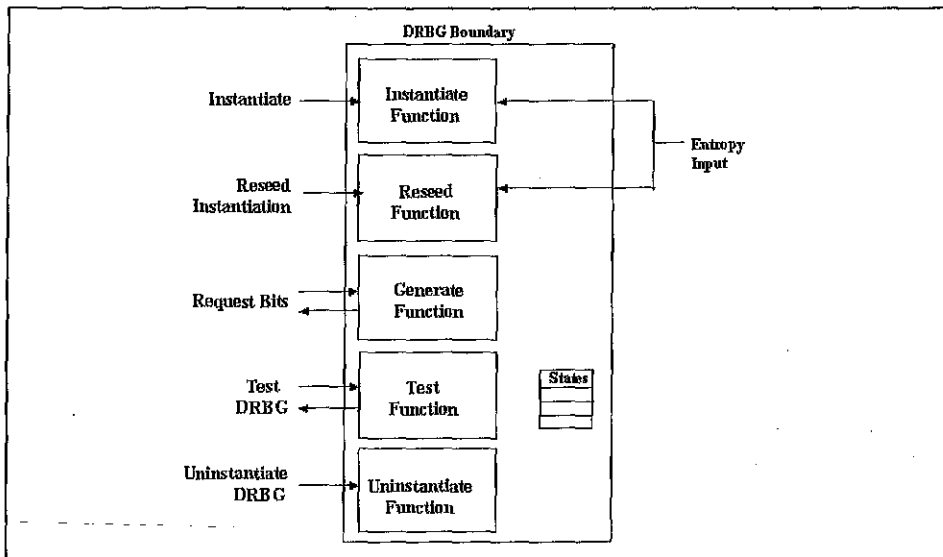 DRBG Boundary
Instantiate
Instantiate
Function
Entropy
Input
Reseed
Instantiation
Reseed
Function
Request Bits
Generate
Function
Test
DRBG
Test
Function
States
Uninstantiate
DRBG
Uninstantiate
Function